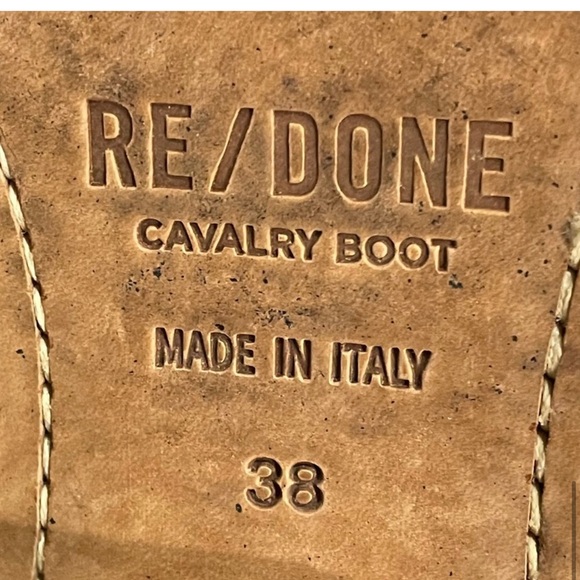 RE/DONE
CAVALRY BOOT
MADE IN ITALY
38